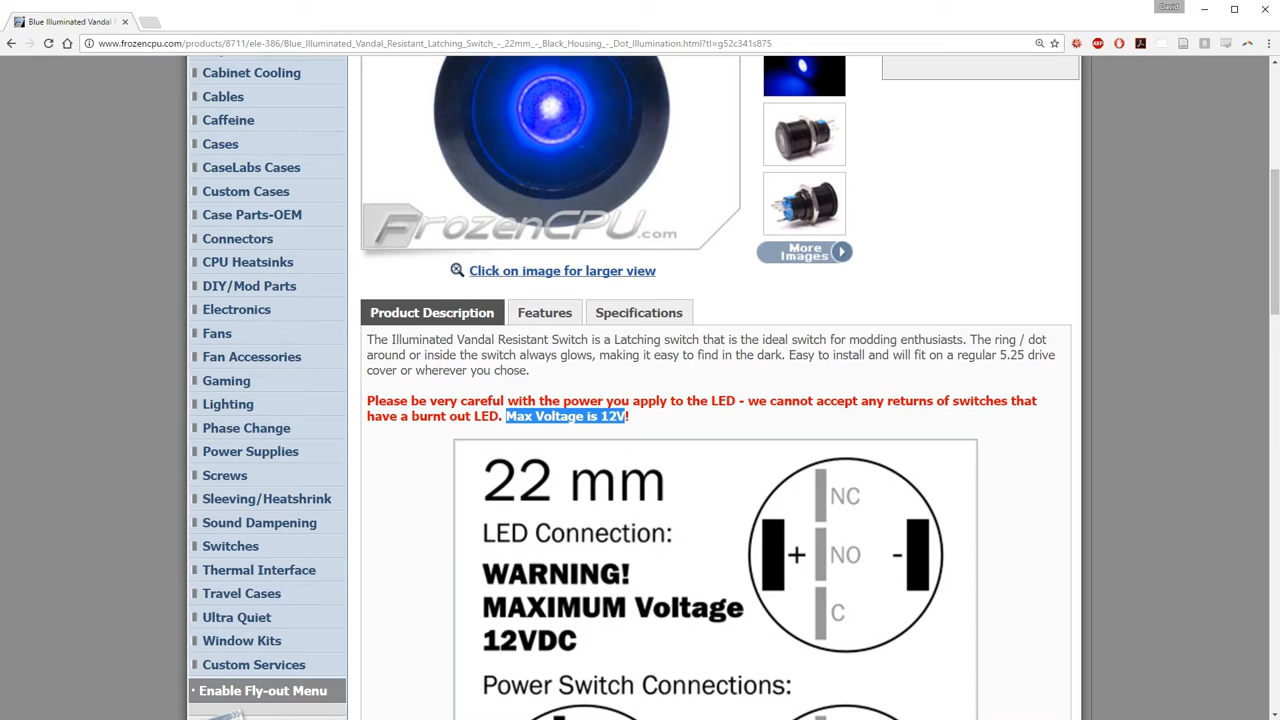 Blue Illuminated Vandal
David
www.frozencpu.com/products/8711/ele-386/Blue_Illuminated_Vandal_Resistant_Latching_Switch_-_22mm_-_Black_Housing_-_Dot_Illumination.html?tl=g52c341s875
ABP
Cabinet Cooling
Cables
Caffeine
Cases
CaseLabs Cases
Custom Cases
Case Parts-OEM
Connectors
CPU Heatsinks
DIY/Mod Parts
Electronics
Fans
Fan Accessories
Gaming
Lighting
Phase Change
Power Supplies
Screws
Sleeving/Heatshrink
Sound Dampening
Switches
Thermal Interface
Travel Cases
Ultra Quiet
Window Kits
Custom Services
· Enable Fly-out Menu
FrozenCPU.com
More
Images
Click on image for larger view
Product Description
Features
Specifications
The Illuminated Vandal Resistant Switch is a Latching switch that is the ideal switch for modding enthusiasts. The ring / dot
around or inside the switch always glows, making it easy to find in the dark. Easy to install and will fit on a regular 5.25 drive
cover or wherever you chose.
Please be very careful with the power you apply to the LED - we cannot accept any returns of switches that
have a burnt out LED. Max Voltage is 12V!
22 mm
LED Connection:
WARNING!
MAXIMUM Voltage
12VDC
NC
+ NO -
C
Power Switch Connections: